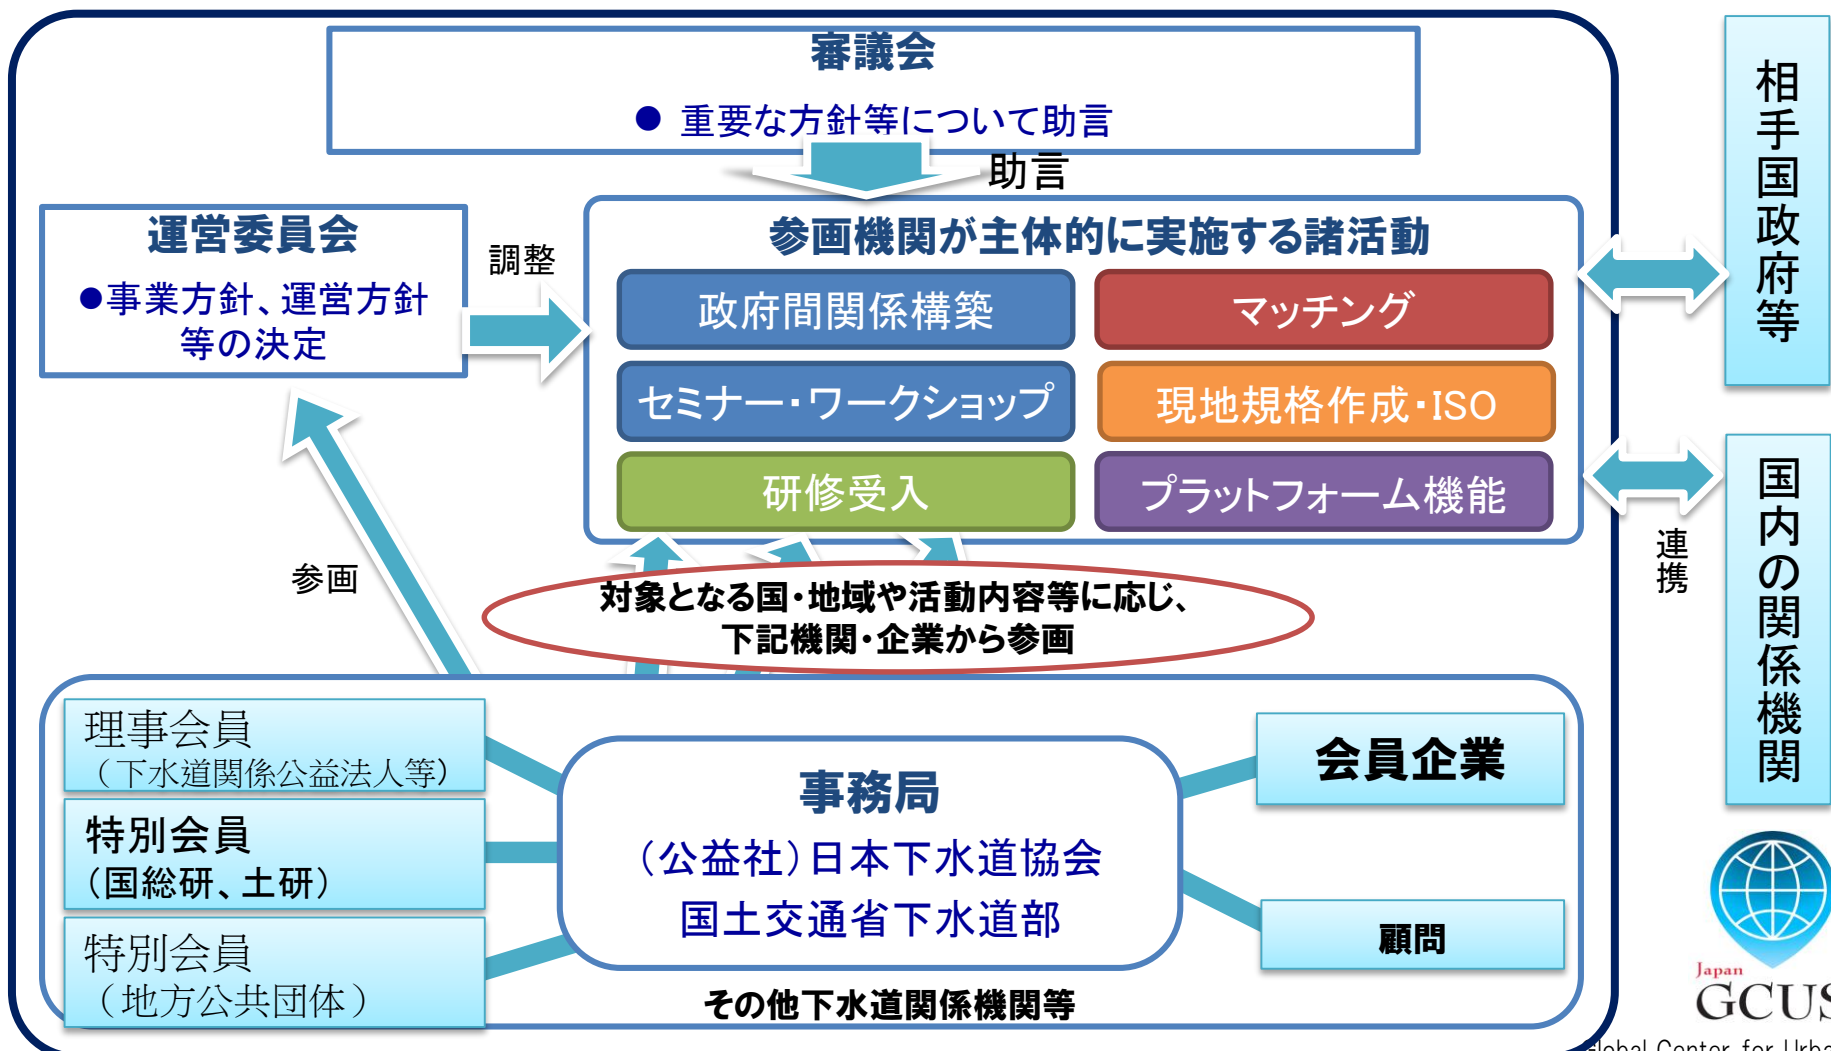 審議会
● 重要な方針等について助言
助言
運営委員会
●事業方針、運営方針
等の決定
調整
参画機関が主体的に実施する諸活動
政府間関係構築
マッチング
セミナー・ワークショップ
現地規格作成・ISO
研修受入
プラットフォーム機能
相手国政府等
国内の関係機関
連携
参画
対象となる国・地域や活動内容等に応じ、
下記機関・企業から参画
理事会員
（下水道関係公益法人等）
特別会員
（国総研、土研）
特別会員
（地方公共団体）
事務局
（公益社）日本下水道協会
国土交通省下水道部
会員企業
顧問
その他下水道関係機関等
Japan
GCUS
Global Center for Urba